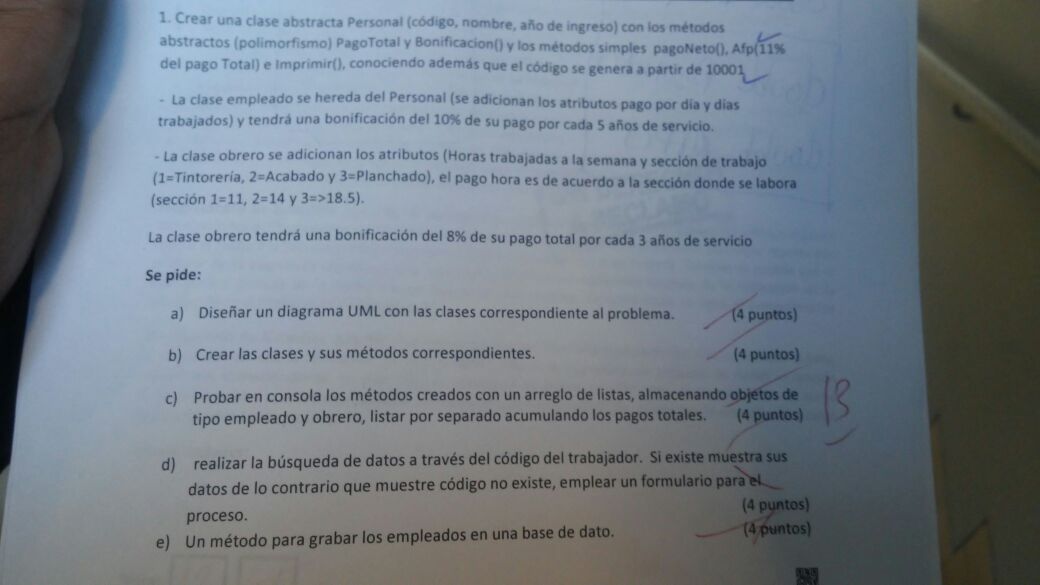 1. Crear una clase abstracta Personal (código, nombre, año de ingreso) con los métodos
abstractos (polimorfismo) PagoTotal y Bonificacion() y los métodos simples pagoNeto(), Afp(11%
del pago Total) e Imprimir(), conociendo además que el código se genera a partir de 10001
- La clase empleado se hereda del Personal (se adicionan los atributos pago por día y días
trabajados) y tendrá una bonificación del 10% de su pago por cada 5 años de servicio.
- La clase obrero se adicionan los atributos (Horas trabajadas a la semana y sección de trabajo
(1=Tintorería, 2=Acabado y 3=Planchado), el pago hora es de acuerdo a la sección donde se labora
(sección 1=11, 2=14 y 3=>18.5).
La clase obrero tendrá una bonificación del 8% de su pago total por cada 3 años de servicio
Se pide:
a) Diseñar un diagrama UML con las clases correspondiente al problema. (4 puntos)
b) Crear las clases y sus métodos correspondientes. (4 puntos)
c) Probar en consola los métodos creados con un arreglo de listas, almacenando objetos de
tipo empleado y obrero, listar por separado acumulando los pagos totales. (4 puntos)
13
d) realizar la búsqueda de datos a través del código del trabajador. Si existe muestra sus
datos de lo contrario que muestre código no existe, emplear un formulario para el
proceso. (4 puntos)
e) Un método para grabar los empleados en una base de dato. (4 puntos)